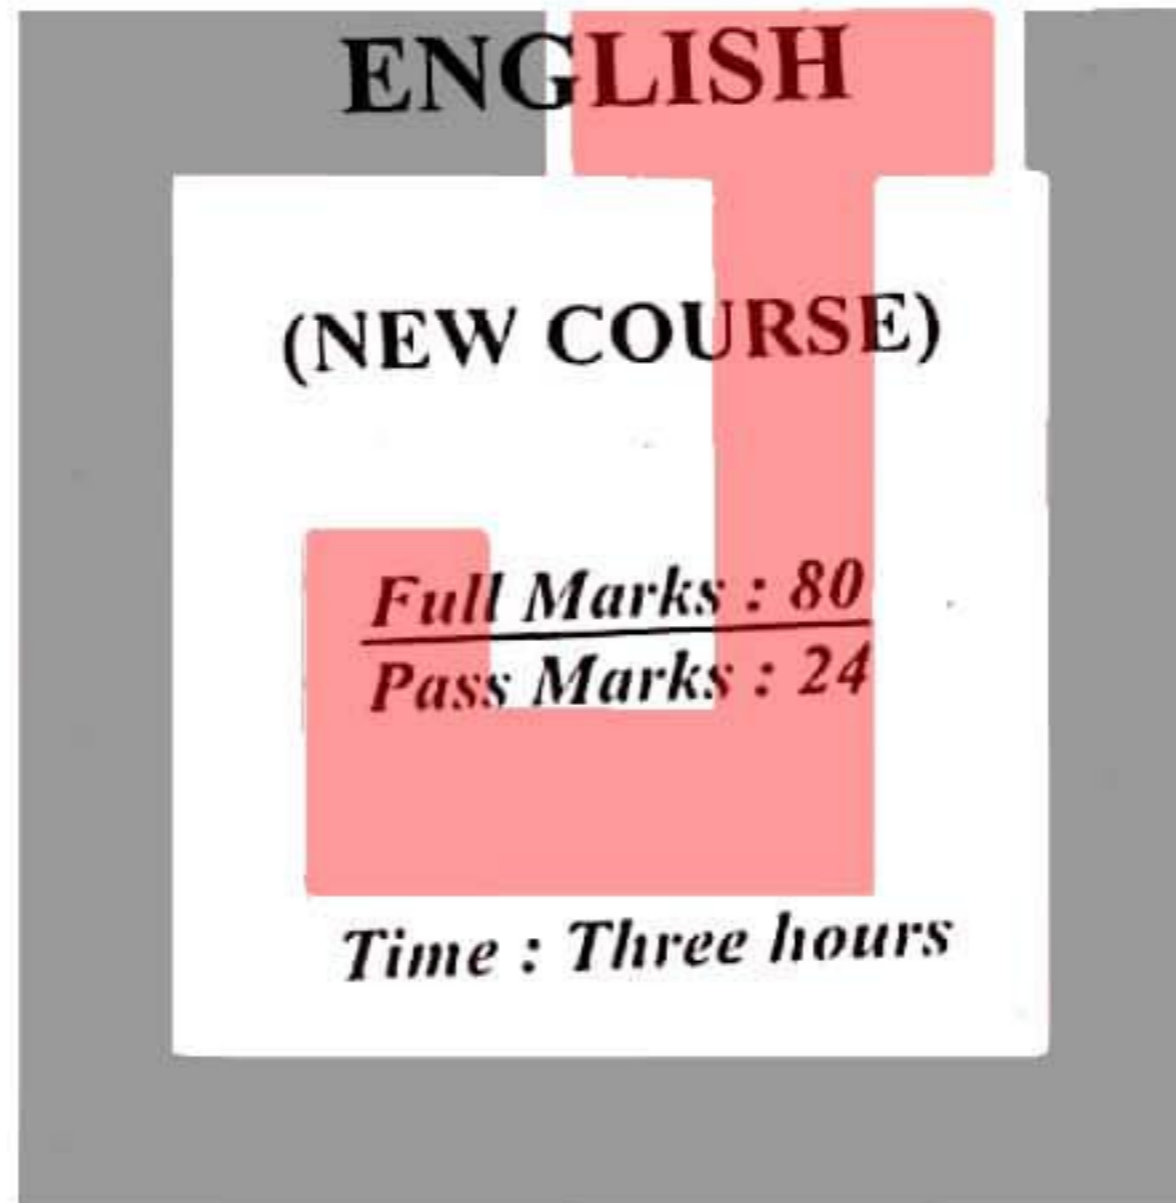 ENGLISH
(NEW COURSE)
Full Marks : 80
Pass Marks : 24
Time : Three hours